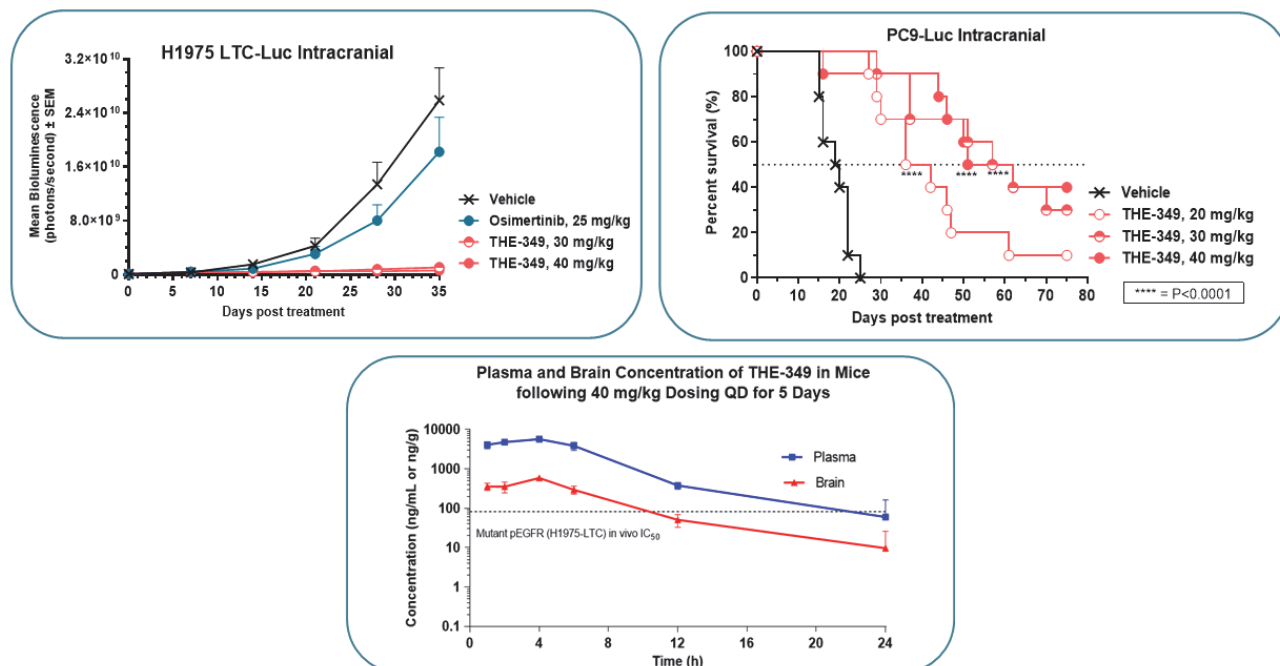 H1975 LTC-Luc Intracranial
Mean Bioluminescence
(photons/second) ± SEM
3.2×10¹⁰
2.4×10¹⁰
1.6×10¹⁰
8.0×10⁹
0
0 5 10 15 20 25 30 35
Days post treatment
Vehicle
Osimertinib, 25 mg/kg
THE-349, 30 mg/kg
THE-349, 40 mg/kg
PC9-Luc Intracranial
Percent survival (%)
100
80
60
40
20
0
0 10 20 30 40 50 60 70 80
Days post treatment
**** **** ****
Vehicle
THE-349, 20 mg/kg
THE-349, 30 mg/kg
THE-349, 40 mg/kg
**** = P<0.0001
Plasma and Brain Concentration of THE-349 in Mice
following 40 mg/kg Dosing QD for 5 Days
Concentration (ng/mL or ng/g)
10000
1000
100
10
1
0.1
0 4 8 12 16 20 24
Time (h)
Plasma
Brain
Mutant pEGFR (H1975-LTC) in vivo IC₅₀